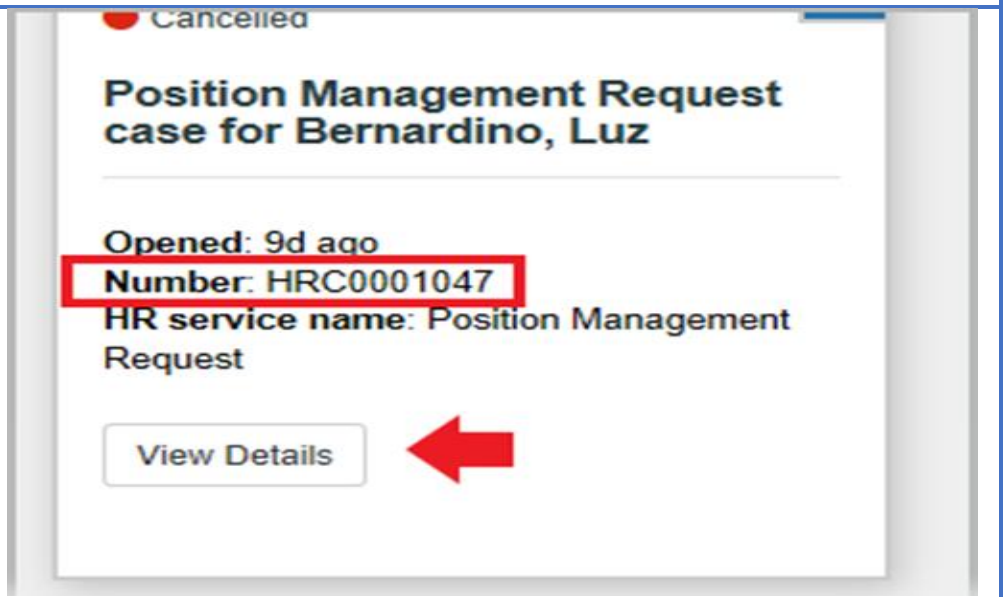 Cancelled
Position Management Request
case for Bernardino, Luz
Opened: 9d ago
Number: HRC0001047
HR service name: Position Management
Request
View Details